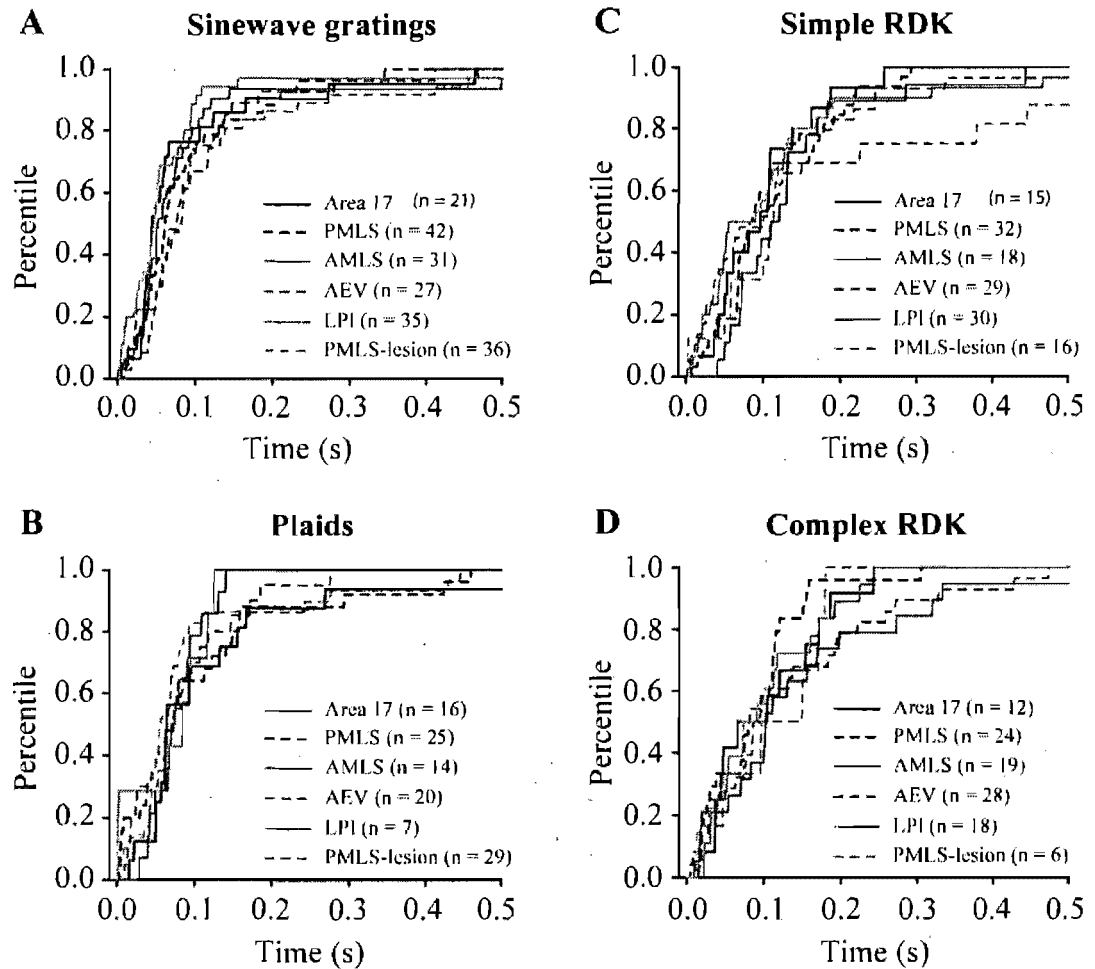 A
Sinewave gratings
Percentile
1.0
0.8
0.6
0.4
0.2
0.0
Area 17 (n = 21)
PMLS (n = 42)
AMLS (n = 31)
AEV (n = 27)
LPI (n = 35)
PMLS-lesion (n = 36)
0.0 0.1 0.2 0.3 0.4 0.5
Time (s)
C
Simple RDK
Percentile
1.0
0.8
0.6
0.4
0.2
0.0
Area 17 (n = 15)
PMLS (n = 32)
AMLS (n = 18)
AEV (n = 29)
LPI (n = 30)
PMLS-lesion (n = 16)
0.0 0.1 0.2 0.3 0.4 0.5
Time (s)
B
Plaids
Percentile
1.0
0.8
0.6
0.4
0.2
0.0
Area 17 (n = 16)
PMLS (n = 25)
AMLS (n = 14)
AEV (n = 20)
LPI (n = 7)
PMLS-lesion (n = 29)
0.0 0.1 0.2 0.3 0.4 0.5
Time (s)
D
Complex RDK
Percentile
1.0
0.8
0.6
0.4
0.2
0.0
Area 17 (n = 12)
PMLS (n = 24)
AMLS (n = 19)
AEV (n = 28)
LPI (n = 18)
PMLS-lesion (n = 6)
0.0 0.1 0.2 0.3 0.4 0.5
Time (s)